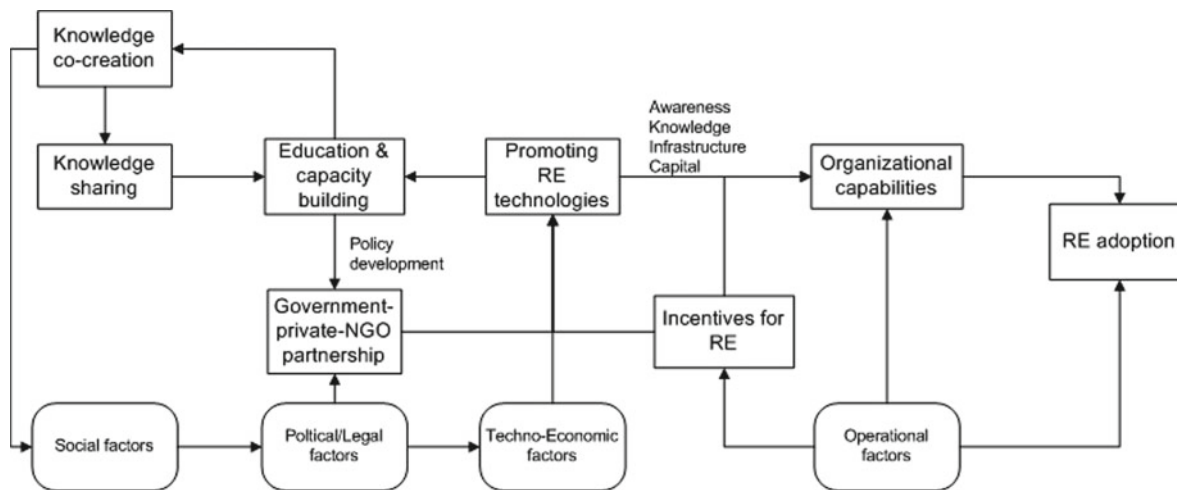 Knowledge
co-creation
Knowledge
sharing
Education &
capacity
building
Promoting
RE
technologies
Awareness
Knowledge
Infrastructure
Capital
Organizational
capabilities
RE adoption
Policy
development
Government-
private-NGO
partnership
Incentives for
RE
Social factors
Poltical/Legal
factors
Techno-Economic
factors
Operational
factors